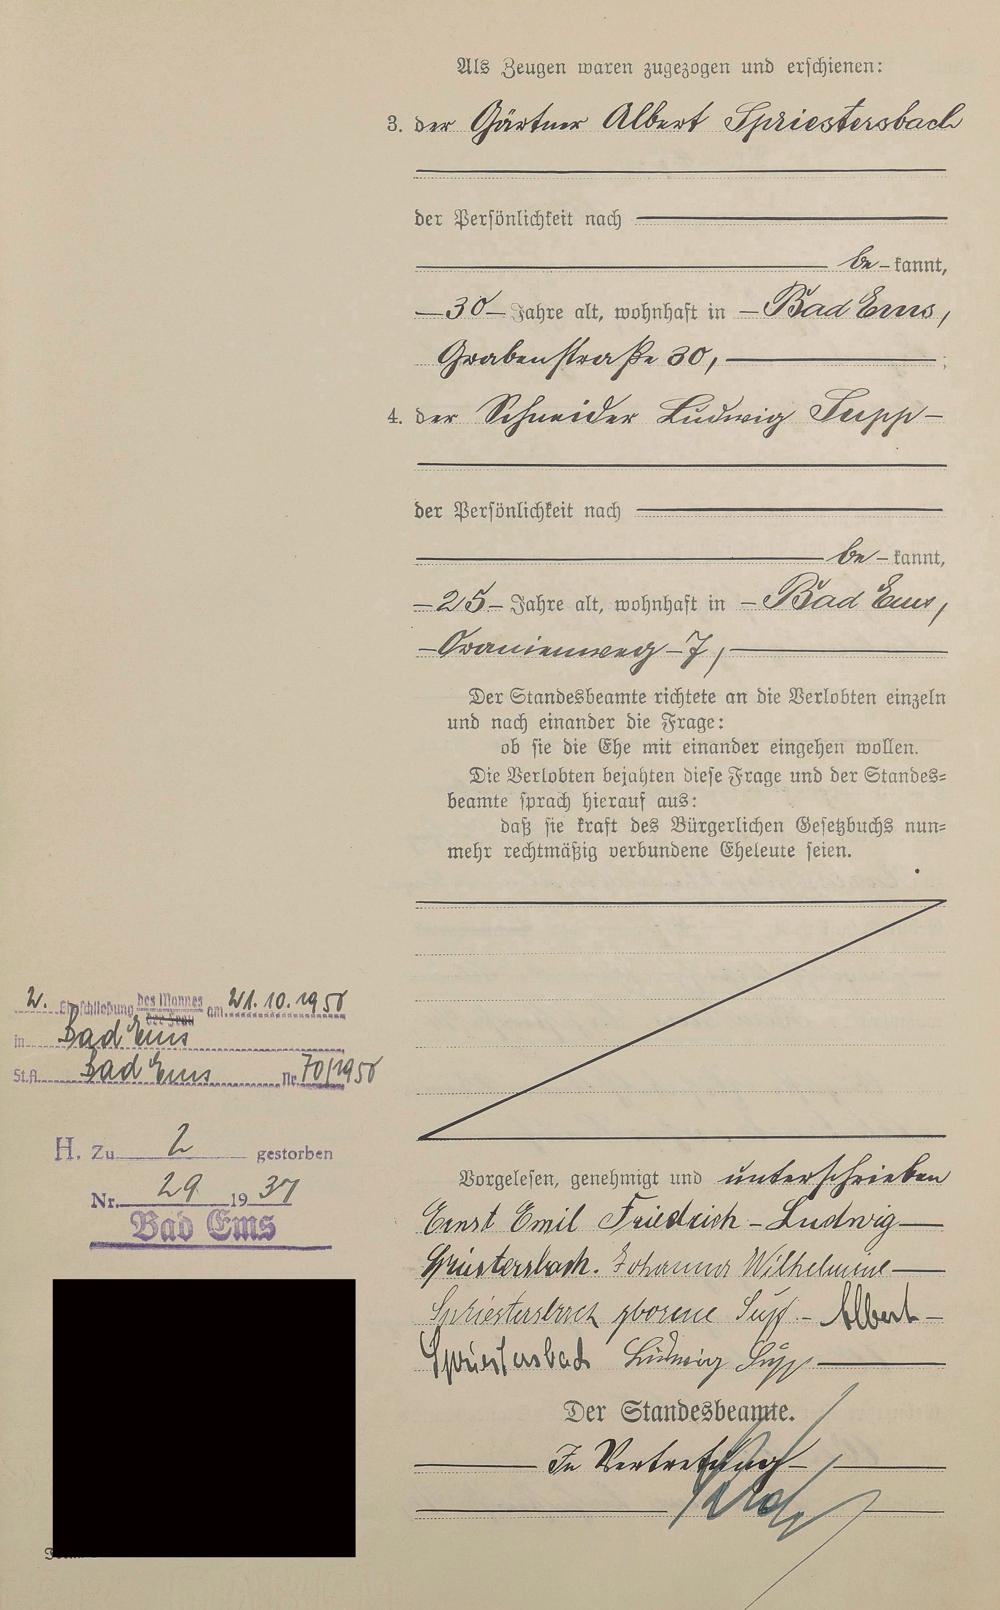 Als Zeugen waren zugezogen und erschienen:
3. der Gärtner Albert Spriestersbach
der Persönlichkeit nach
be- kannt,
-30- Jahre alt, wohnhaft in - Bad Ems,
Grabenstraße 30, ;
4. der Schneider Ludwig Supp-
der Persönlichkeit nach
be- kannt,
-25- Jahre alt, wohnhaft in - Bad Ems,
-Oranienweg-7,
Der Standesbeamte richtete an die Verlobten einzeln
und nach einander die Frage:
ob sie die Ehe mit einander eingehen wollen.
Die Verlobten bejahten diese Frage und der Standes-
beamte sprach hierauf aus:
daß sie kraft des Bürgerlichen Gesetzbuchs nun-
mehr rechtmäßig verbundene Eheleute seien.
2. Eheschließung des Mannes der Frau am 21.10.1950
in Bad Ems
St.A. Bad Ems Nr. 70/1950
H. Zu 2 gestorben
Nr. 29 1937
Bad Ems
Vorgelesen, genehmigt und unterschrieben
Ernst Emil Friedrich - Ludwig
Spriestersbach. Johanna Wilhelmine
Spriestersbach geborene Supp - Albert -
Spriestersbach Ludwig Supp
Der Standesbeamte.
In Vertretung